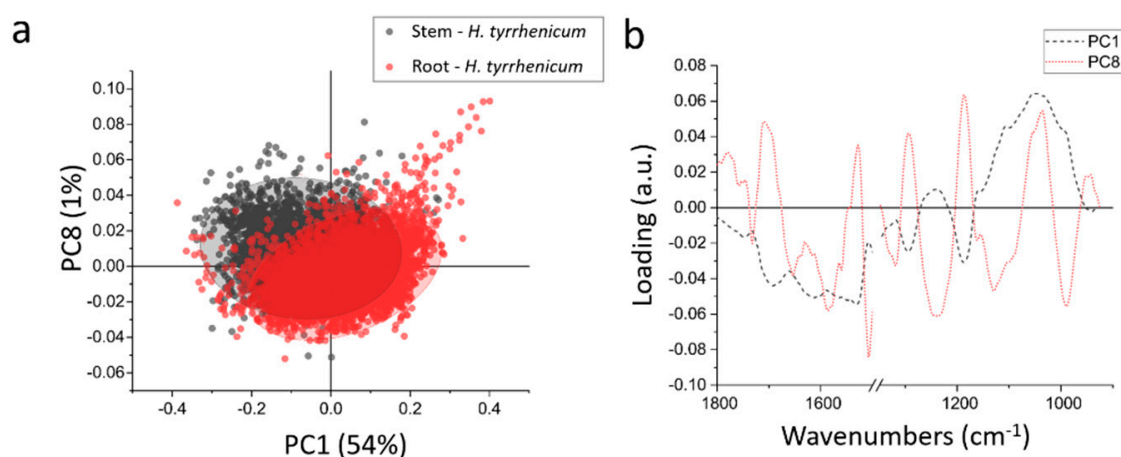 a
Stem - H. tyrrhenicum
Root - H. tyrrhenicum
PC8 (1%)
0.10
0.08
0.06
0.04
0.02
0.00
-0.02
-0.04
-0.06
-0.4
-0.2
0.0
0.2
0.4
PC1 (54%)
b
PC1
PC8
Loading (a.u.)
0.08
0.06
0.04
0.02
0.00
-0.02
-0.04
-0.06
-0.08
-0.10
1800
1600
1200
1000
Wavenumbers (cm⁻¹)